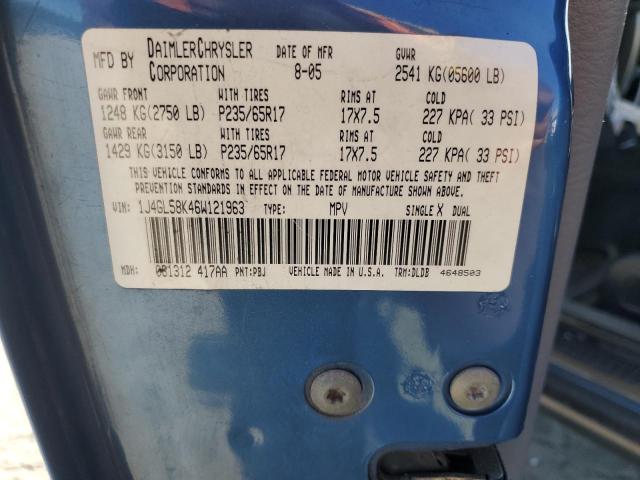 MFD BY DAIMLERCHRYSLER CORPORATION DATE OF MFR 8-05 GVWR 2541 KG(05600 LB)
GAWR FRONT WITH TIRES RIMS AT COLD
1248 KG(2750 LB) P235/65R17 17X7.5 227 KPA( 33 PSI)
GAWR REAR WITH TIRES RIMS AT COLD
1429 KG(3150 LB) P235/65R17 17X7.5 227 KPA( 33 PSI)
THIS VEHICLE CONFORMS TO ALL APPLICABLE FEDERAL MOTOR VEHICLE SAFETY AND THEFT
PREVENTION STANDARDS IN EFFECT ON THE DATE OF MANUFACTURE SHOWN ABOVE.
VIN: 1J4GL58K46W121963 TYPE: MPV SINGLE X DUAL
MDH: 081312 417AA PNT:PBJ VEHICLE MADE IN U.S.A. TRM:DLDB 4648503